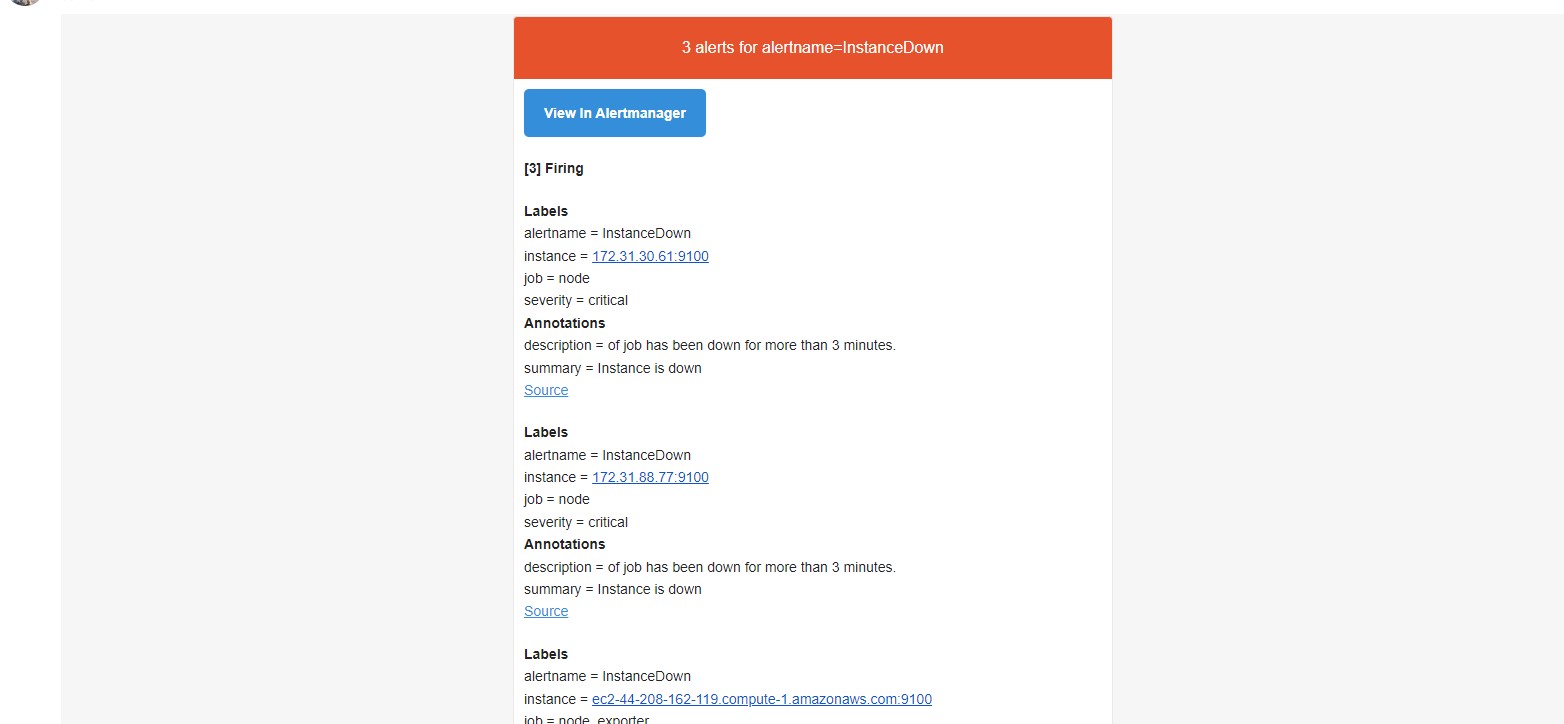 3 alerts for alertname=InstanceDown
View In Alertmanager
[3] Firing
Labels
alertname = InstanceDown
instance = 172.31.30.61:9100
job = node
severity = critical
Annotations
description = of job has been down for more than 3 minutes.
summary = Instance is down
Source
Labels
alertname = InstanceDown
instance = 172.31.88.77:9100
job = node
severity = critical
Annotations
description = of job has been down for more than 3 minutes.
summary = Instance is down
Source
Labels
alertname = InstanceDown
instance = ec2-44-208-162-119.compute-1.amazonaws.com:9100
job = node_exporter